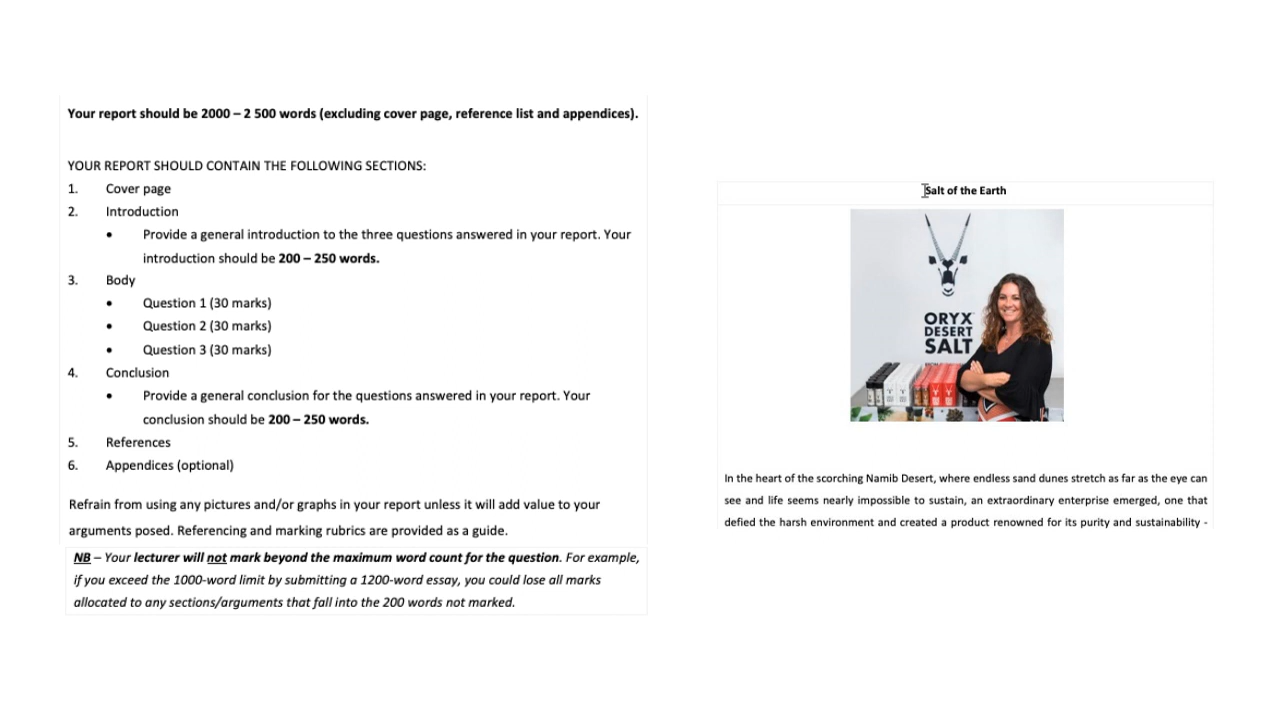 Your report should be 2000 – 2 500 words (excluding cover page, reference list and appendices).
YOUR REPORT SHOULD CONTAIN THE FOLLOWING SECTIONS:
1. Cover page
2. Introduction
• Provide a general introduction to the three questions answered in your report. Your
introduction should be 200 – 250 words.
3. Body
• Question 1 (30 marks)
• Question 2 (30 marks)
• Question 3 (30 marks)
4. Conclusion
• Provide a general conclusion for the questions answered in your report. Your
conclusion should be 200 – 250 words.
5. References
6. Appendices (optional)
Refrain from using any pictures and/or graphs in your report unless it will add value to your
arguments posed. Referencing and marking rubrics are provided as a guide.
NB – Your lecturer will not mark beyond the maximum word count for the question. For example,
if you exceed the 1000-word limit by submitting a 1200-word essay, you could lose all marks
allocated to any sections/arguments that fall into the 200 words not marked.
Salt of the Earth
ORYX
DESERT
SALT
In the heart of the scorching Namib Desert, where endless sand dunes stretch as far as the eye can
see and life seems nearly impossible to sustain, an extraordinary enterprise emerged, one that
defied the harsh environment and created a product renowned for its purity and sustainability -